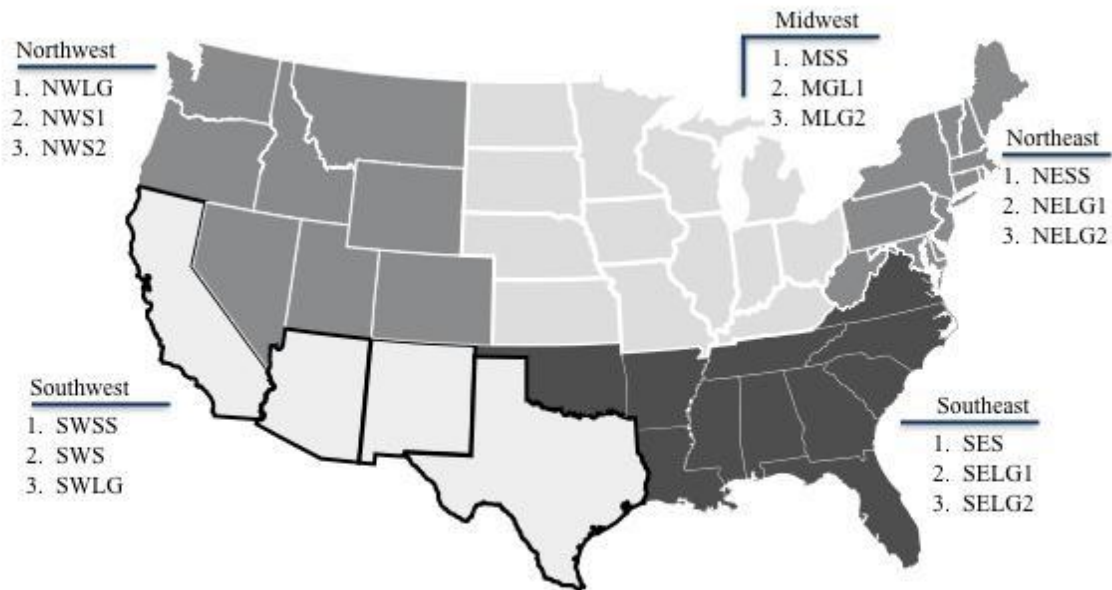 Northwest
1. NWLG
2. NWS1
3. NWS2
Midwest
1. MSS
2. MGL1
3. MLG2
Northeast
1. NESS
2. NELG1
3. NELG2
Southwest
1. SWSS
2. SWS
3. SWLG
Southeast
1. SES
2. SELG1
3. SELG2